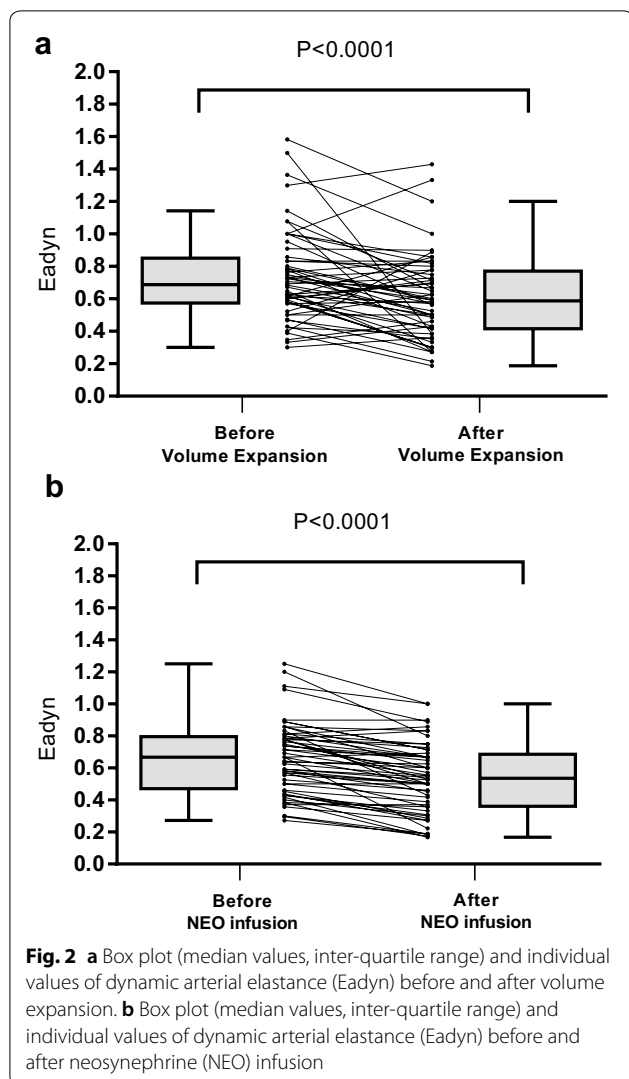 a
P<0.0001
2.0
1.8
1.6
1.4
1.2
1.0
0.8
0.6
0.4
0.2
0.0
Eadyn
Before
Volume Expansion
After
Volume Expansion
b
P<0.0001
2.0
1.8
1.6
1.4
1.2
1.0
0.8
0.6
0.4
0.2
0.0
Eadyn
Before
NEO infusion
After
NEO infusion
Fig. 2 a Box plot (median values, inter-quartile range) and individual
values of dynamic arterial elastance (Eadyn) before and after volume
expansion. b Box plot (median values, inter-quartile range) and
individual values of dynamic arterial elastance (Eadyn) before and
after neosynephrine (NEO) infusion